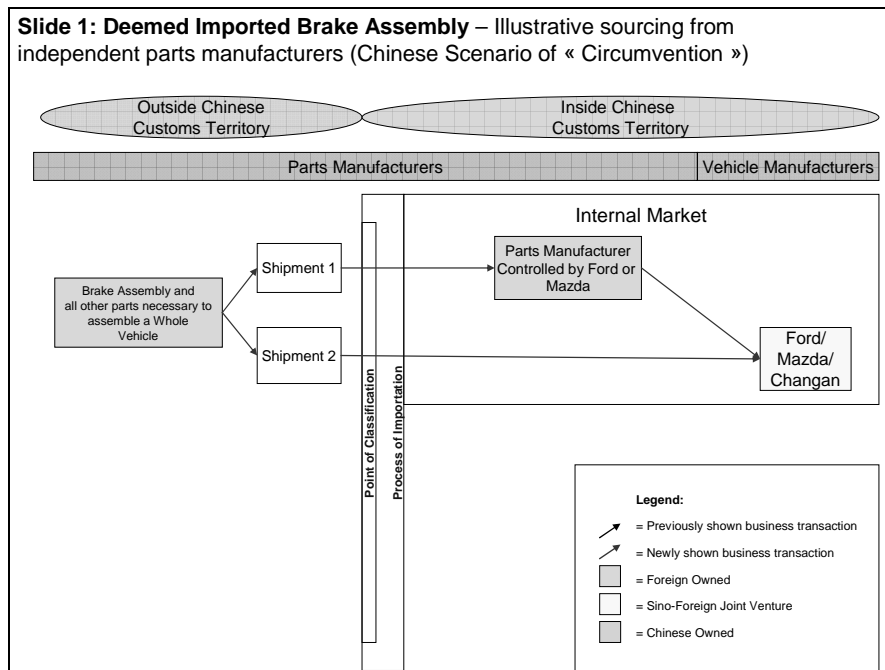 Slide 1: Deemed Imported Brake Assembly – Illustrative sourcing from
independent parts manufacturers (Chinese Scenario of « Circumvention »)
Outside Chinese
Customs Territory
Inside Chinese
Customs Territory
Parts Manufacturers
Vehicle Manufacturers
Internal Market
Brake Assembly and
all other parts necessary to
assemble a Whole
Vehicle
Shipment 1
Shipment 2
Point of Classification
Process of Importation
Parts Manufacturer
Controlled by Ford or
Mazda
Ford/
Mazda/
Changan
Legend:
= Previously shown business transaction
= Newly shown business transaction
= Foreign Owned
= Sino-Foreign Joint Venture
= Chinese Owned